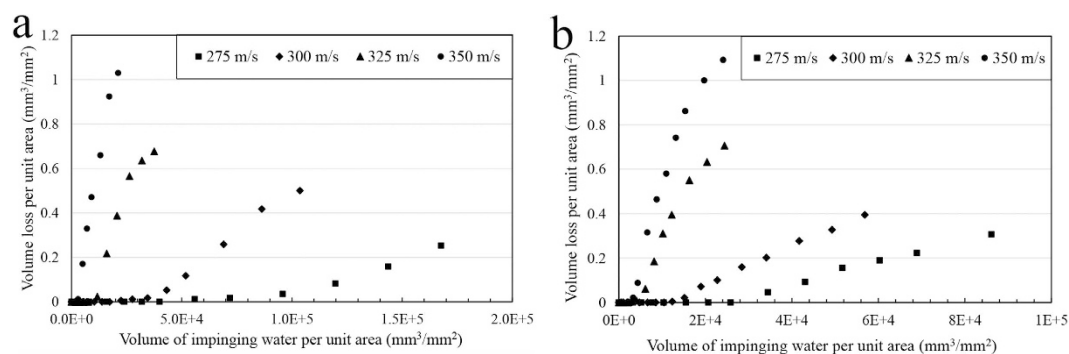 a
1.2
1
0.8
0.6
0.4
0.2
0
Volume loss per unit area (mm³/mm²)
275 m/s 300 m/s 325 m/s 350 m/s
0.E+0 5.E+4 1.E+5 1.5E+5 2.0E+5
Volume of impinging water per unit area (mm³/mm²)
b
1.2
1
0.8
0.6
0.4
0.2
0
Volume loss per unit area (mm³/mm²)
275 m/s 300 m/s 325 m/s 350 m/s
0E+0 2E+4 4E+4 6E+4 8E+4 1E+5
Volume of impinging water per unit area (mm³/mm²)